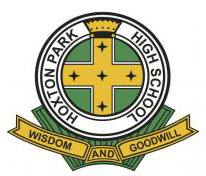 HOXTON PARK HIGH SCHOOL
WISDOM AND GOODWILL